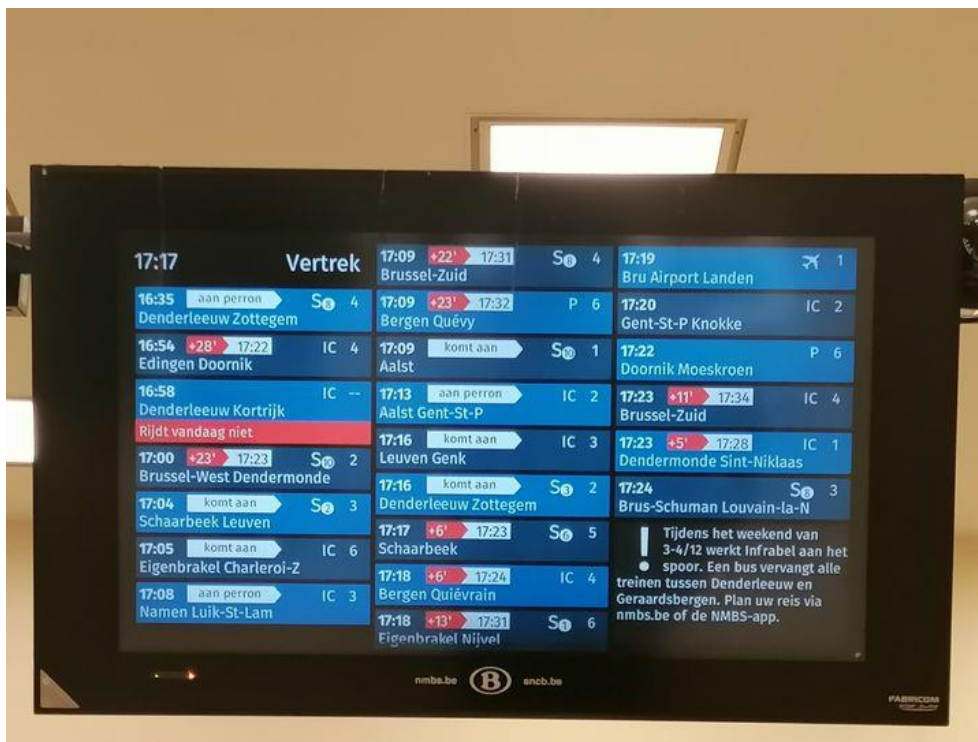 17:17 Vertrek
16:35 aan perron S8 4
Denderleeuw Zottegem
16:54 +28' 17:22 IC 4
Edingen Doornik
16:58 IC --
Denderleeuw Kortrijk
Rijdt vandaag niet
17:00 +23' 17:23 S10 2
Brussel-West Dendermonde
17:04 komt aan S2 3
Schaarbeek Leuven
17:05 komt aan IC 6
Eigenbrakel Charleroi-Z
17:08 aan perron IC 3
Namen Luik-St-Lam
17:09 +22' 17:31 S8 4
Brussel-Zuid
17:09 +23' 17:32 P 6
Bergen Quévy
17:09 komt aan S10 1
Aalst
17:13 aan perron IC 2
Aalst Gent-St-P
17:16 komt aan IC 3
Leuven Genk
17:16 komt aan S3 2
Denderleeuw Zottegem
17:17 +6' 17:23 S6 5
Schaarbeek
17:18 +6' 17:24 IC 4
Bergen Quiévrain
17:18 +13' 17:31 S1 6
Eigenbrakel Nijvel
17:19 1
Bru Airport Landen
17:20 IC 2
Gent-St-P Knokke
17:22 P 6
Doornik Moeskroen
17:23 +11' 17:34 IC 4
Brussel-Zuid
17:23 +5' 17:28 IC 1
Dendermonde Sint-Niklaas
17:24 S8 3
Brus-Schuman Louvain-la-N
! Tijdens het weekend van
3-4/12 werkt Infrabel aan het
spoor. Een bus vervangt alle
treinen tussen Denderleeuw en
Geraardsbergen. Plan uw reis via
nmbs.be of de NMBS-app.
nmbs.be B sncb.be
FABRICOM